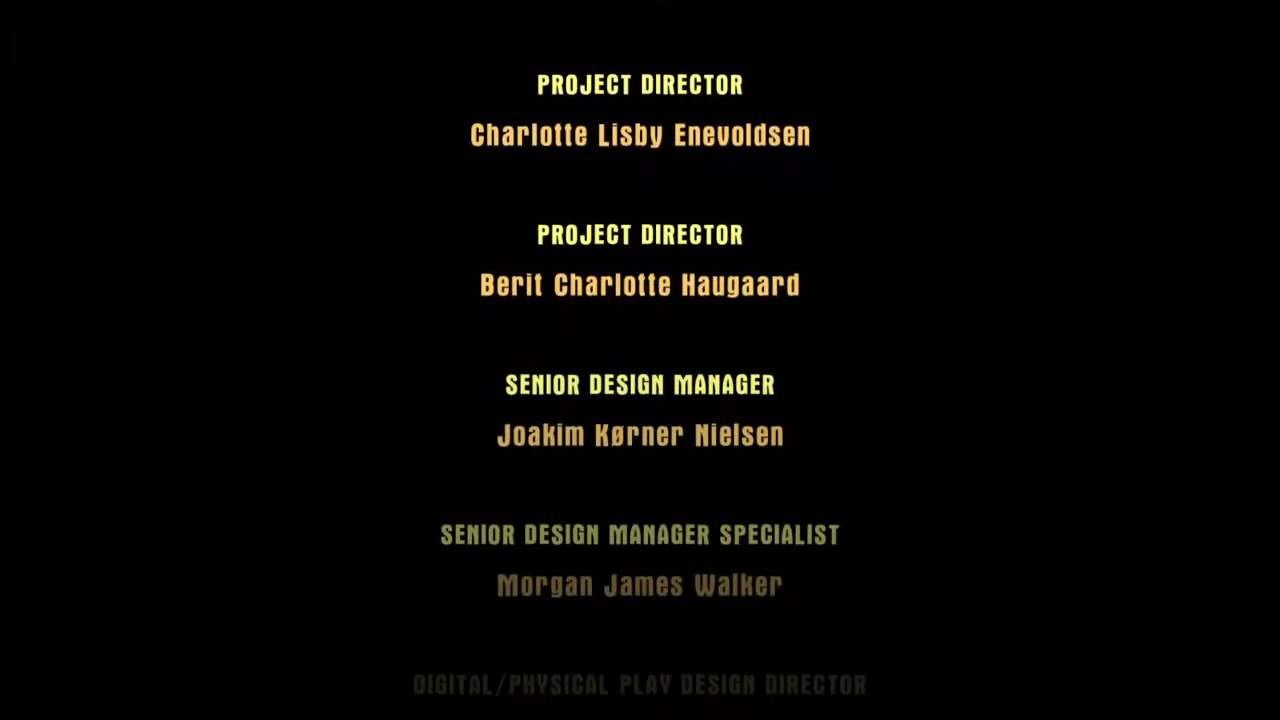 PROJECT DIRECTOR
Charlotte Lisby Enevoldsen
PROJECT DIRECTOR
Berit Charlotte Haugaard
SENIOR DESIGN MANAGER
Joakim Kørner Nielsen
SENIOR DESIGN MANAGER SPECIALIST
Morgan James Walker
DIGITAL/PHYSICAL PLAY DESIGN DIRECTOR